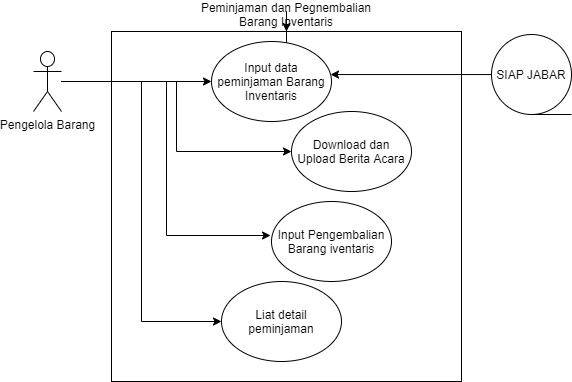 Peminjaman dan Pegnembalian
Barang Inventaris
Input data
peminjaman Barang
Inventaris
SIAP JABAR
Pengelola Barang
Download dan
Upload Berita Acara
Input Pengembalian
Barang iventaris
Liat detail
peminjaman